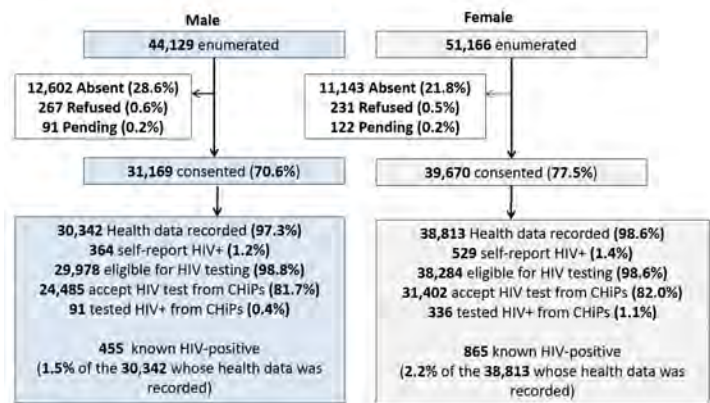 Male
44,129 enumerated
12,602 Absent (28.6%)
267 Refused (0.6%)
91 Pending (0.2%)
31,169 consented (70.6%)
30,342 Health data recorded (97.3%)
364 self-report HIV+ (1.2%)
29,978 eligible for HIV testing (98.8%)
24,485 accept HIV test from CHiPs (81.7%)
91 tested HIV+ from CHiPs (0.4%)
455 known HIV-positive
(1.5% of the 30,342 whose health data was
recorded)
Female
51,166 enumerated
11,143 Absent (21.8%)
231 Refused (0.5%)
122 Pending (0.2%)
39,670 consented (77.5%)
38,813 Health data recorded (98.6%)
529 self-report HIV+ (1.4%)
38,284 eligible for HIV testing (98.6%)
31,402 accept HIV test from CHiPs (82.0%)
336 tested HIV+ from CHiPs (1.1%)
865 known HIV-positive
(2.2% of the 38,813 whose health data was
recorded)